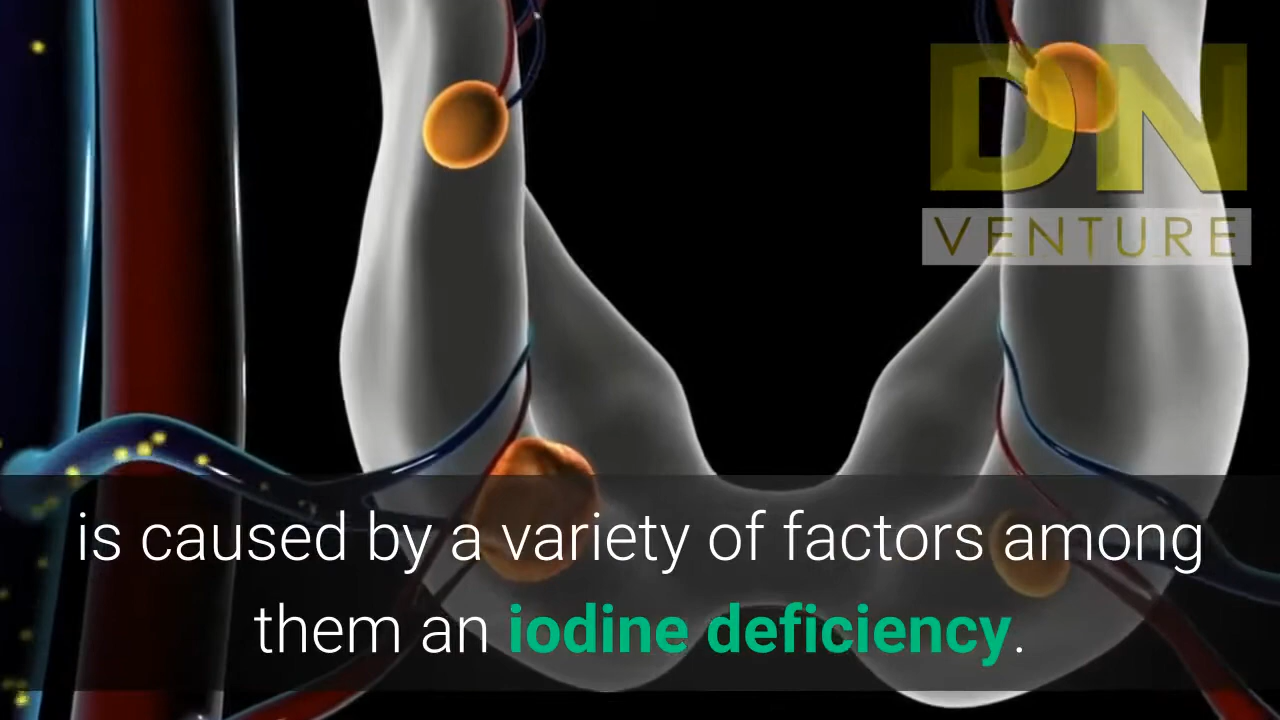 DN
VENTURE
is caused by a variety of factors among
them an iodine deficiency.